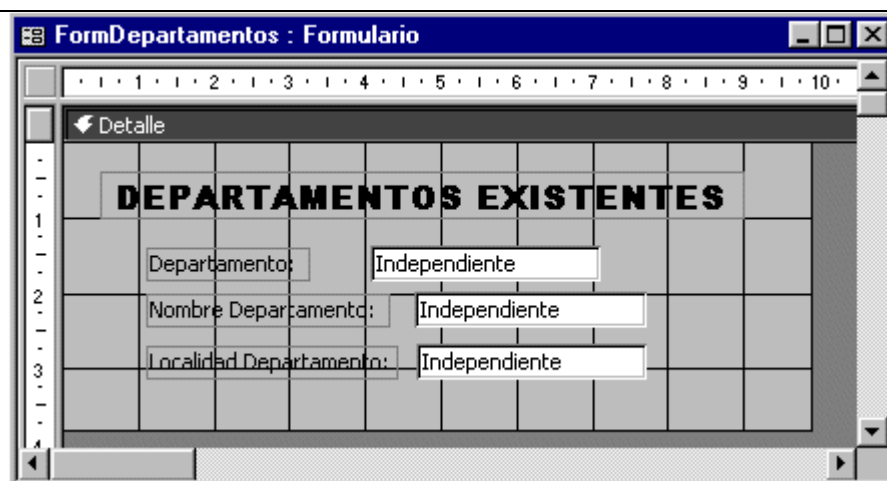 FormDepartamentos : Formulario
1 2 3 4 5 6 7 8 9 10
Detalle
DEPARTAMENTOS EXISTENTES
1
Departamento: Independiente
2
Nombre Departamento: Independiente
Localidad Departamento: Independiente
3
4